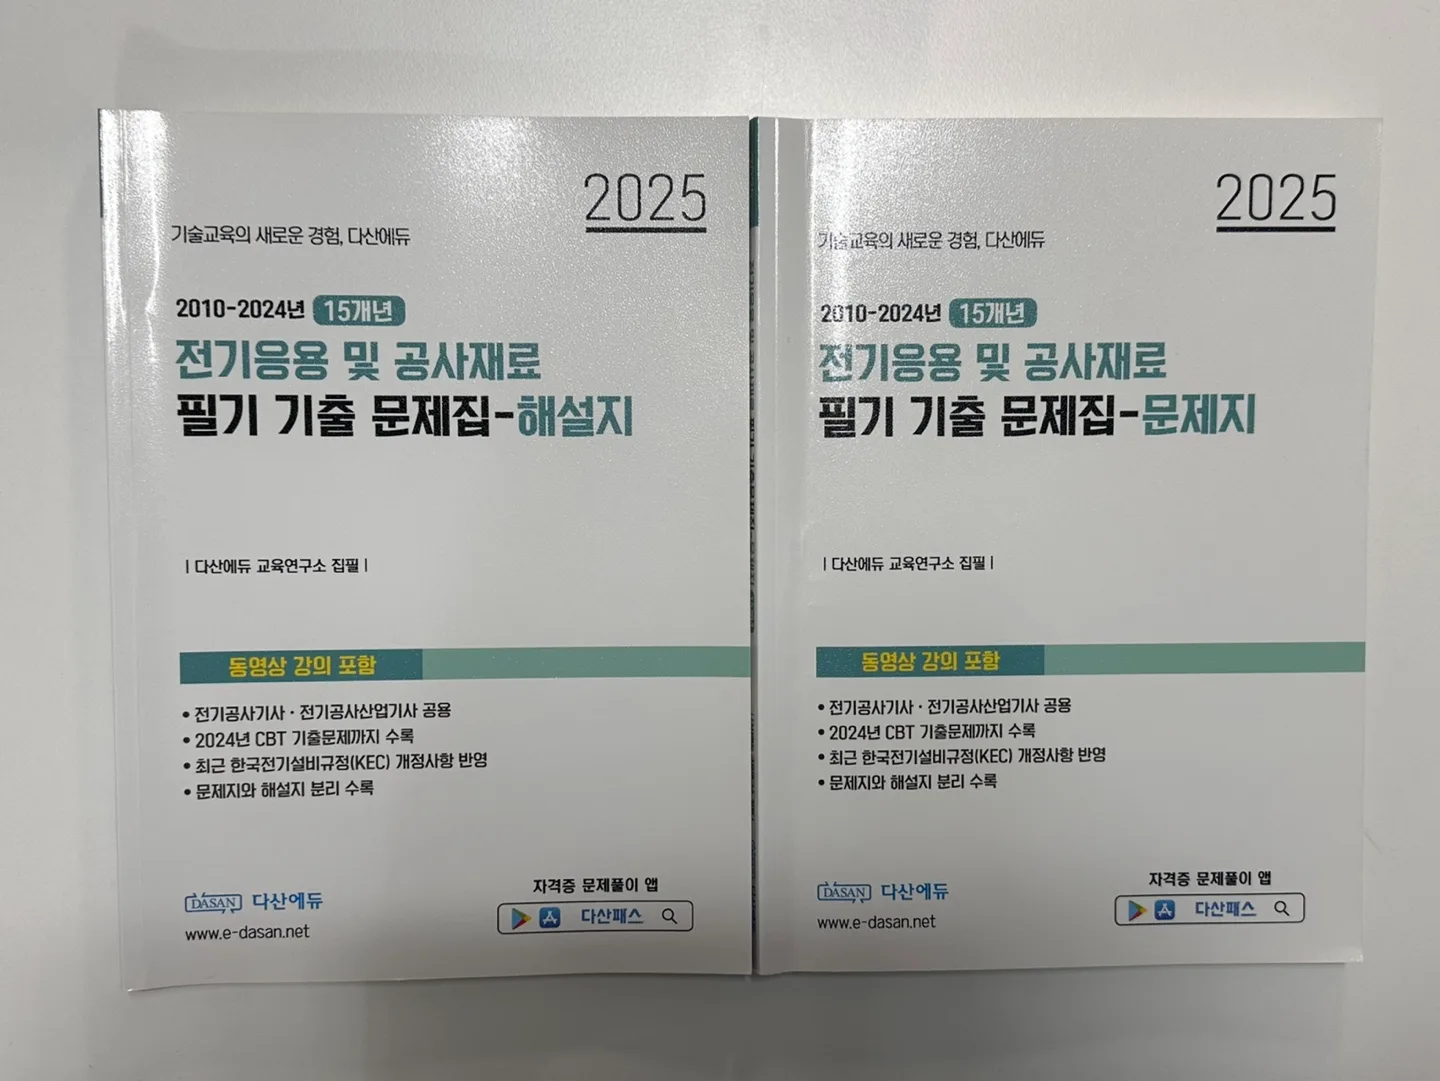 2025
기술교육의 새로운 경험, 다산에듀
2010-2024년 15개년
전기응용 및 공사재료
필기 기출 문제집-해설지
| 다산에듀 교육연구소 집필 |
동영상 강의 포함
• 전기공사기사 · 전기공사산업기사 공용
• 2024년 CBT 기출문제까지 수록
• 최근 한국전기설비규정(KEC) 개정사항 반영
• 문제지와 해설지 분리 수록
DASAN 다산에듀
www.e-dasan.net
자격증 문제풀이 앱
다산패스
2025
기술교육의 새로운 경험, 다산에듀
2010-2024년 15개년
전기응용 및 공사재료
필기 기출 문제집-문제지
| 다산에듀 교육연구소 집필 |
동영상 강의 포함
• 전기공사기사 · 전기공사산업기사 공용
• 2024년 CBT 기출문제까지 수록
• 최근 한국전기설비규정(KEC) 개정사항 반영
• 문제지와 해설지 분리 수록
DASAN 다산에듀
www.e-dasan.net
자격증 문제풀이 앱
다산패스